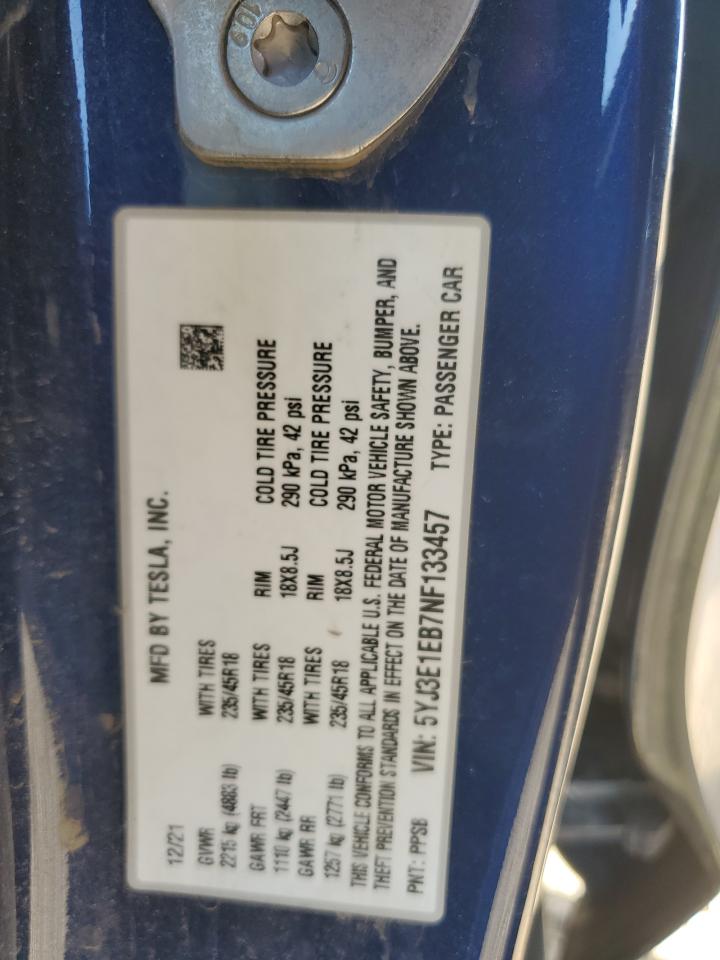 10.9
MFD BY TESLA, INC.
12/21
GVWR WITH TIRES
2215 kg (4883 lb) 235/45R18
GAWR FRT WITH TIRES RIM COLD TIRE PRESSURE
1110 kg (2447 lb) 235/45R18 18X8.5J 290 kPa, 42 psi
GAWR RR WITH TIRES RIM COLD TIRE PRESSURE
1257 kg (2771 lb) 235/45R18 18X8.5J 290 kPa, 42 psi
THIS VEHICLE CONFORMS TO ALL APPLICABLE U.S. FEDERAL MOTOR VEHICLE SAFETY, BUMPER, AND
THEFT PREVENTION STANDARDS IN EFFECT ON THE DATE OF MANUFACTURE SHOWN ABOVE.
PNT: PPSB VIN: 5YJ3E1EB7NF133457 TYPE: PASSENGER CAR